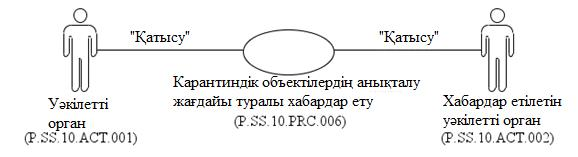 "Қатысу" "Қатысу"
Карантиндік объектілердің анықталу
жағдайы туралы хабардар ету
(P.SS.10.PRC.006)
Уәкілетті
орган
(P.SS.10.ACT.001)
Хабардар етілетін
уәкілетті орган
(P.SS.10.ACT.002)